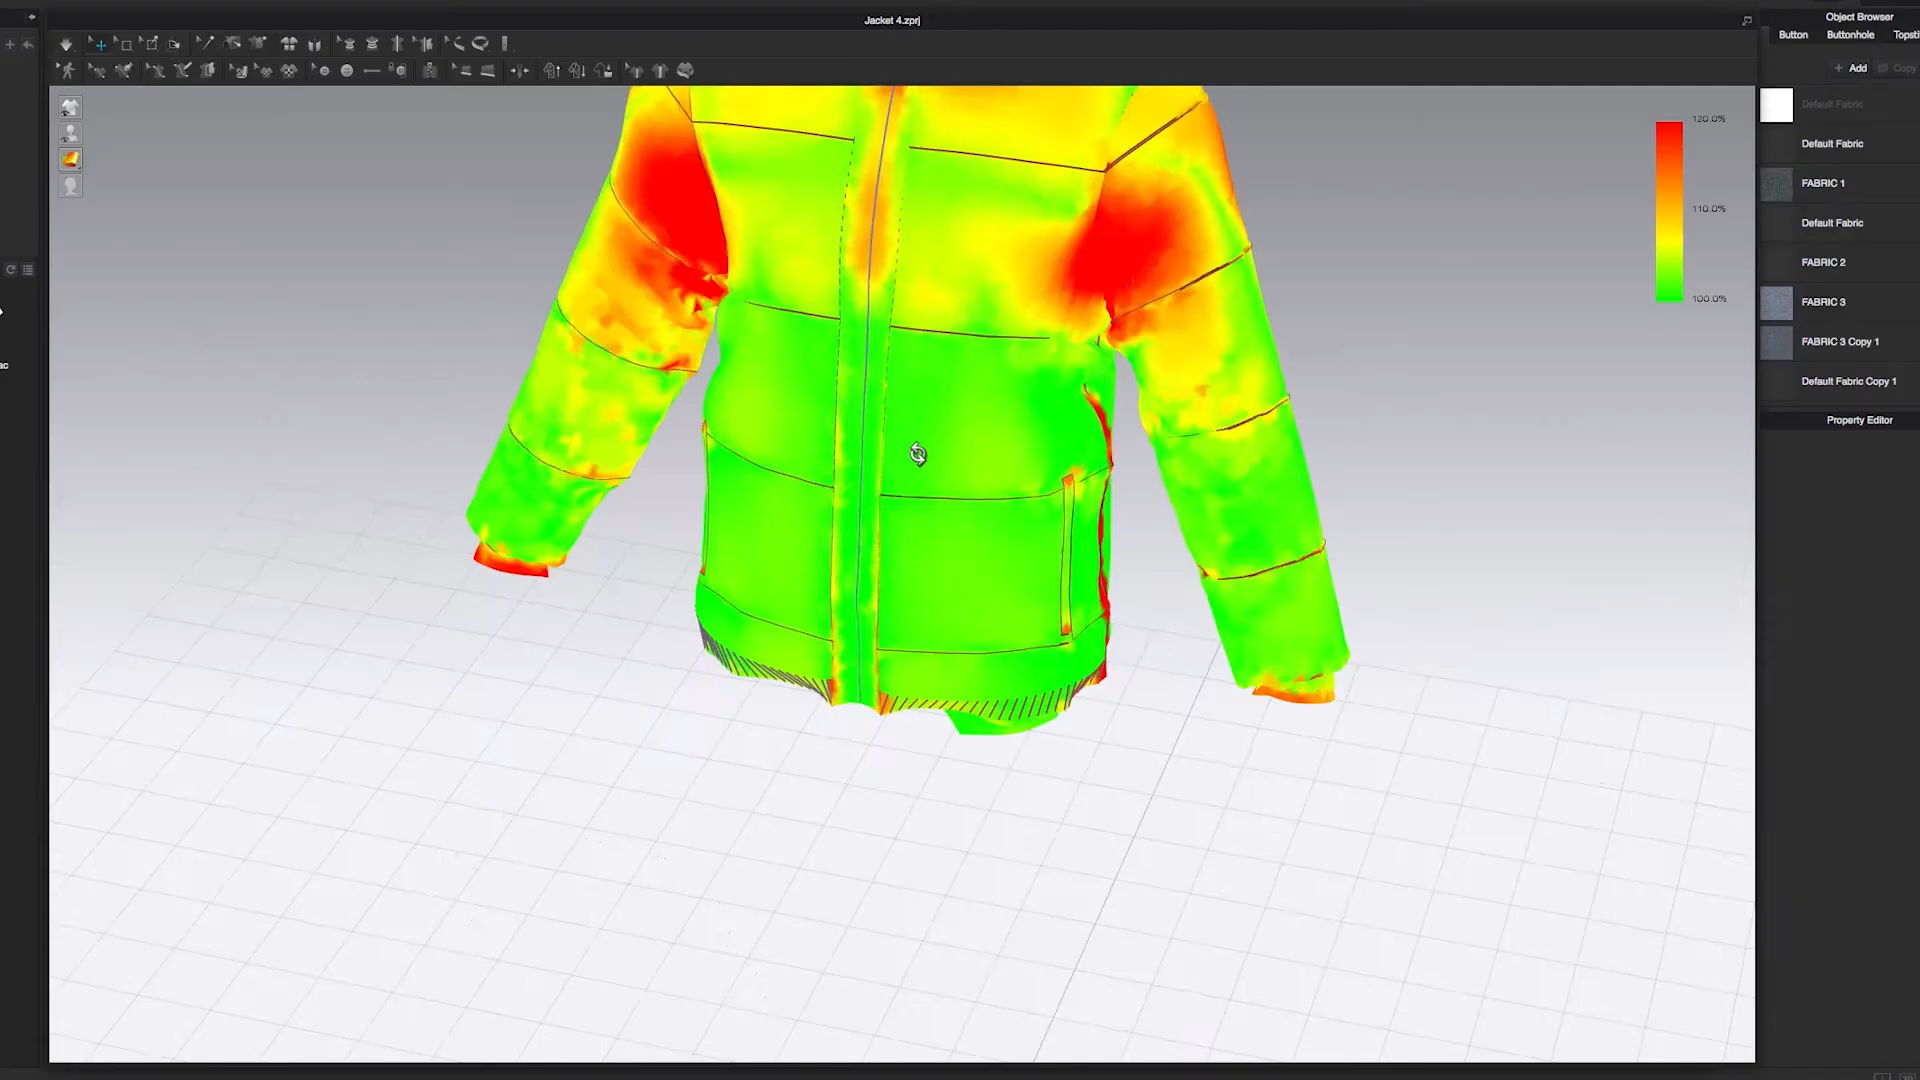 Jacket 4.zprj
Object Browser
Button
Buttonhole
Topsti
+ Add
Copy
Default Fabric
Default Fabric
FABRIC 1
Default Fabric
FABRIC 2
FABRIC 3
FABRIC 3 Copy 1
Default Fabric Copy 1
Property Editor
120.0%
110.0%
100.0%
ac